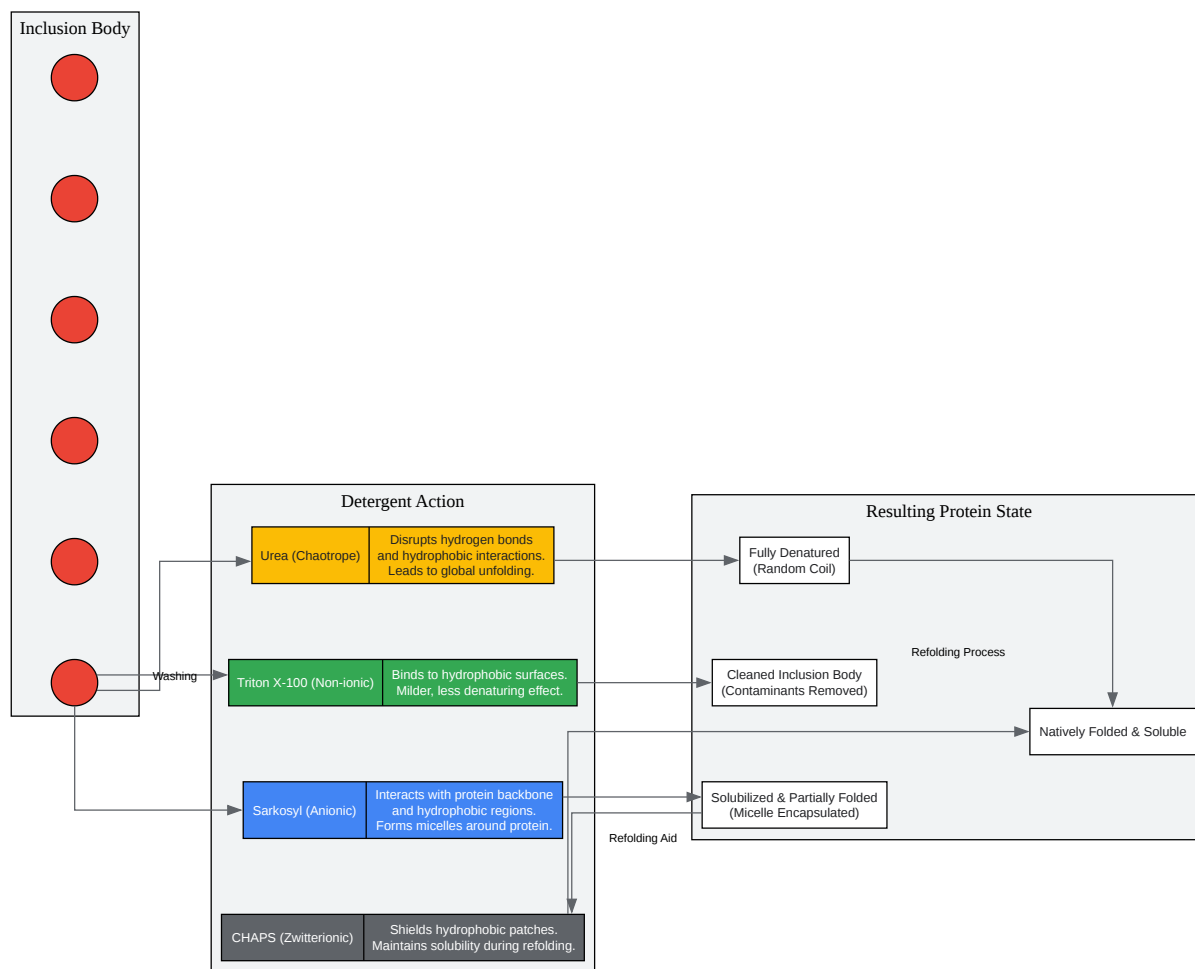 Inclusion Body
Detergent Action
Urea (Chaotrope)
Disrupts hydrogen bonds
and hydrophobic interactions.
Leads to global unfolding.
Washing
Triton X-100 (Non-ionic)
Binds to hydrophobic surfaces.
Milder, less denaturing effect.
Sarkosyl (Anionic)
Interacts with protein backbone
and hydrophobic regions.
Forms micelles around protein.
CHAPS (Zwitterionic)
Shields hydrophobic patches.
Maintains solubility during refolding.
Refolding Aid
Resulting Protein State
Fully Denatured
(Random Coil)
Refolding Process
Cleaned Inclusion Body
(Contaminants Removed)
Natively Folded & Soluble
Solubilized & Partially Folded
(Micelle Encapsulated)